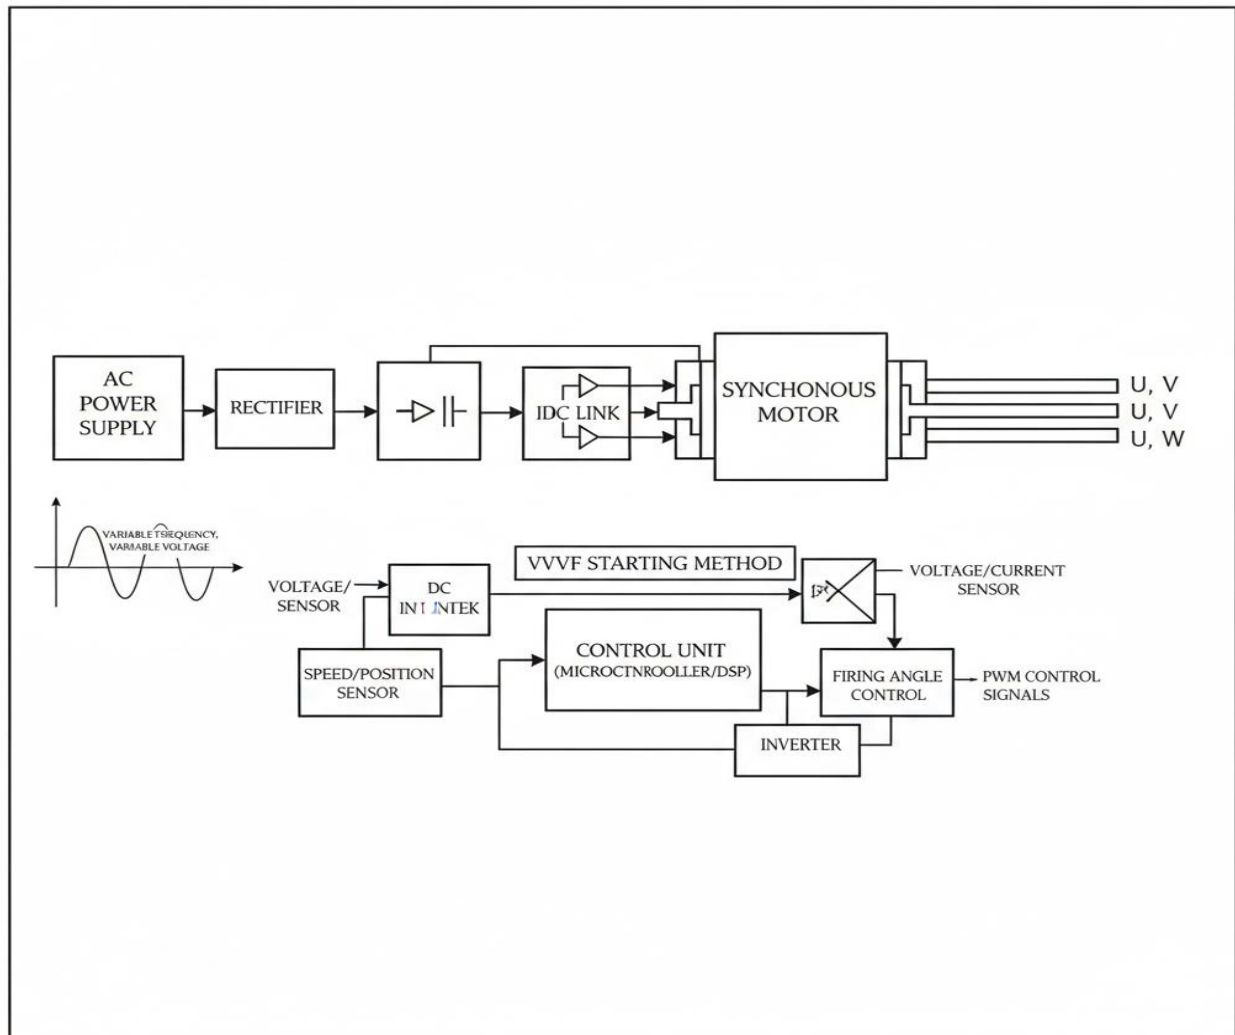 AC
POWER
SUPPLY
RECTIFIER
IDC LINK
SYNCHONOUS
MOTOR
U, V
U, V
U, W
VARIABLE
VARIABLE VOLTAGE
VVVF STARTING METHOD
VOLTAGE/
SENSOR
DC
VOLTAGE/CURRENT
SENSOR
SPEED/POSITION
SENSOR
CONTROL UNIT
(MICROCTNROOLLER/DSP)
FIRING ANGLE
CONTROL
PWM CONTROL
SIGNALS
INVERTER